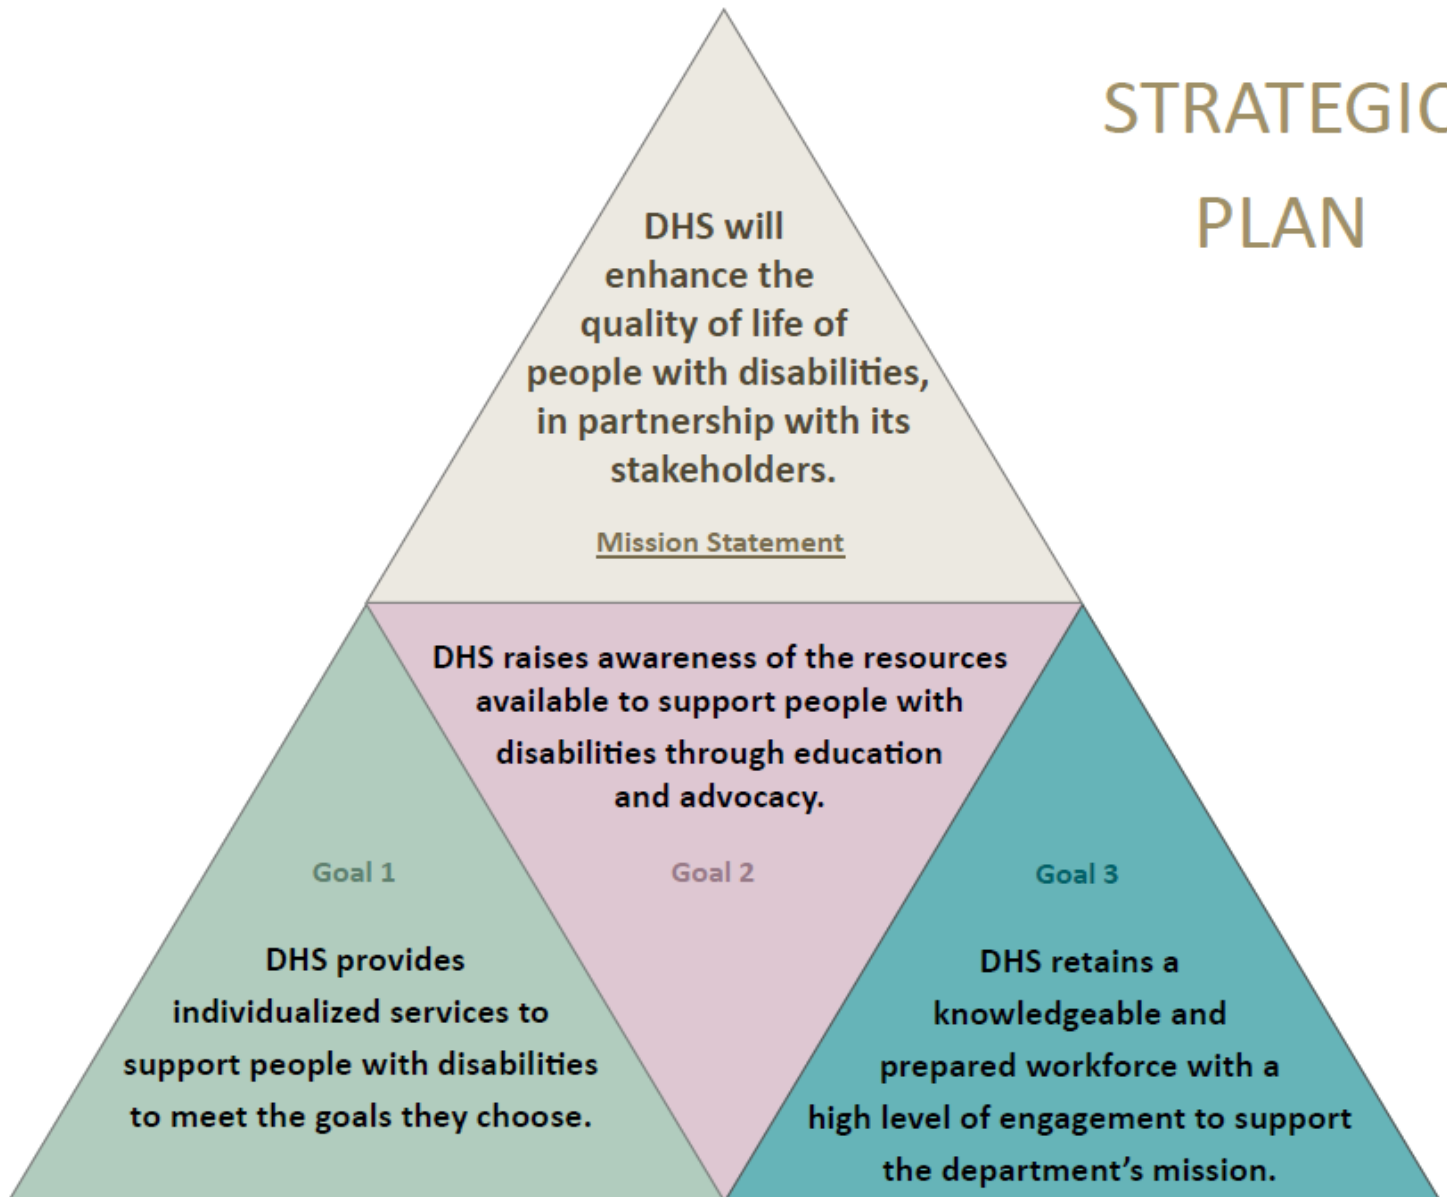 STRATEGIC
PLAN
DHS will
enhance the
quality of life of
people with disabilities,
in partnership with its
stakeholders.
Mission Statement
DHS raises awareness of the resources
available to support people with
disabilities through education
and advocacy.
Goal 1
Goal 2
Goal 3
DHS provides
individualized services to
support people with disabilities
to meet the goals they choose.
DHS retains a
knowledgeable and
prepared workforce with a
high level of engagement to support
the department’s mission.